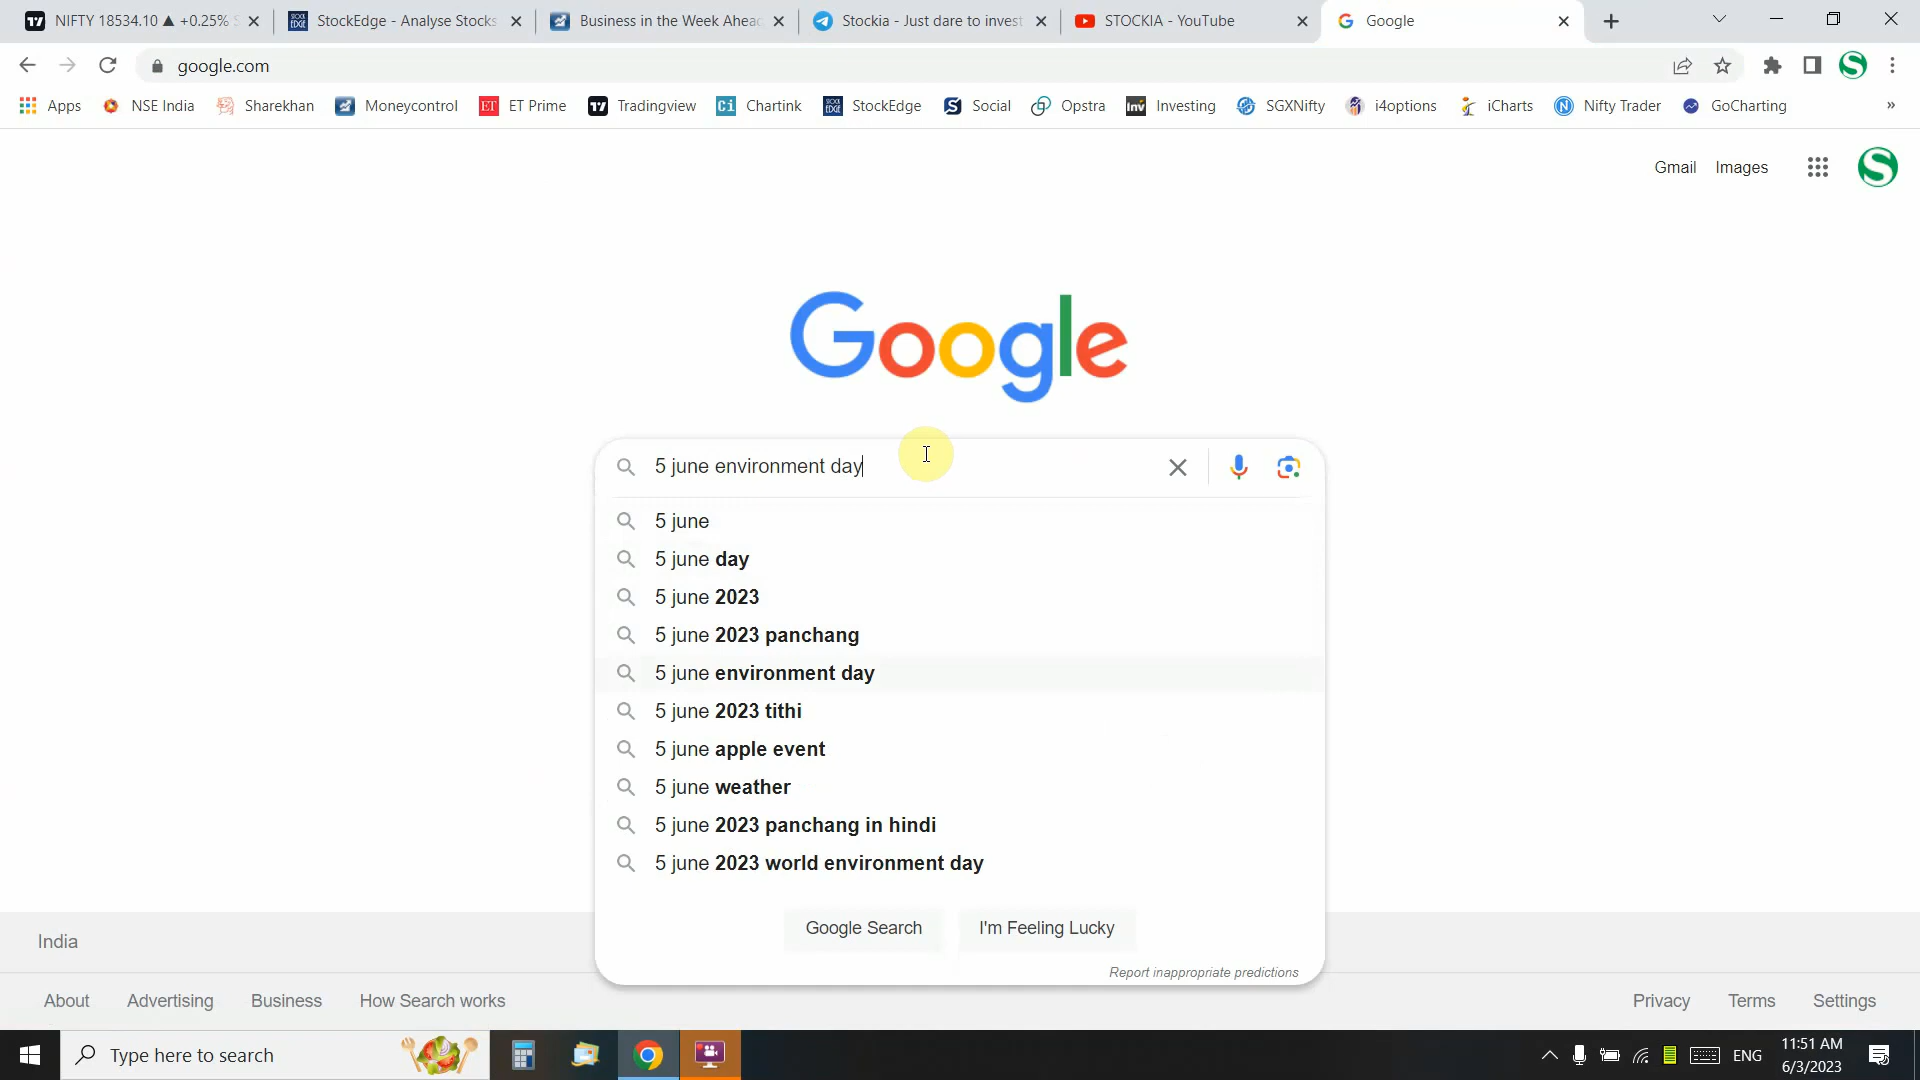 NIFTY 18534.10 ▲ +0.25%
StockEdge - Analyse Stocks
Business in the Week Ahead
Stockia - Just dare to invest
STOCKIA - YouTube
Google
google.com
Apps
NSE India
Sharekhan
Moneycontrol
ET Prime
Tradingview
Chartink
StockEdge
Social
Opstra
Investing
SGXNifty
i4options
iCharts
Nifty Trader
GoCharting
»
Gmail Images
Google
5 june environment day
5 june
5 june day
5 june 2023
5 june 2023 panchang
5 june environment day
5 june 2023 tithi
5 june apple event
5 june weather
5 june 2023 panchang in hindi
5 june 2023 world environment day
Google Search
I'm Feeling Lucky
Report inappropriate predictions
India
About Advertising Business How Search works
Privacy Terms Settings
Type here to search
ENG
11:51 AM
6/3/2023